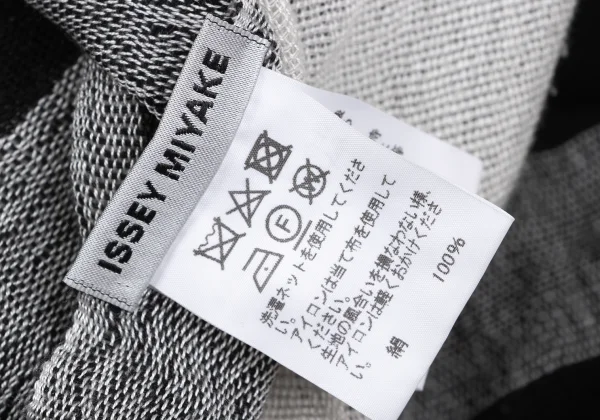 ISSEY MIYAKE
F
洗濯ネットを使用してくださ
い。
アイロンは当て布を使用して
ください。
生地の風合いを損なわない様、
アイロンは軽くおかけくださ
い。
絹 100%